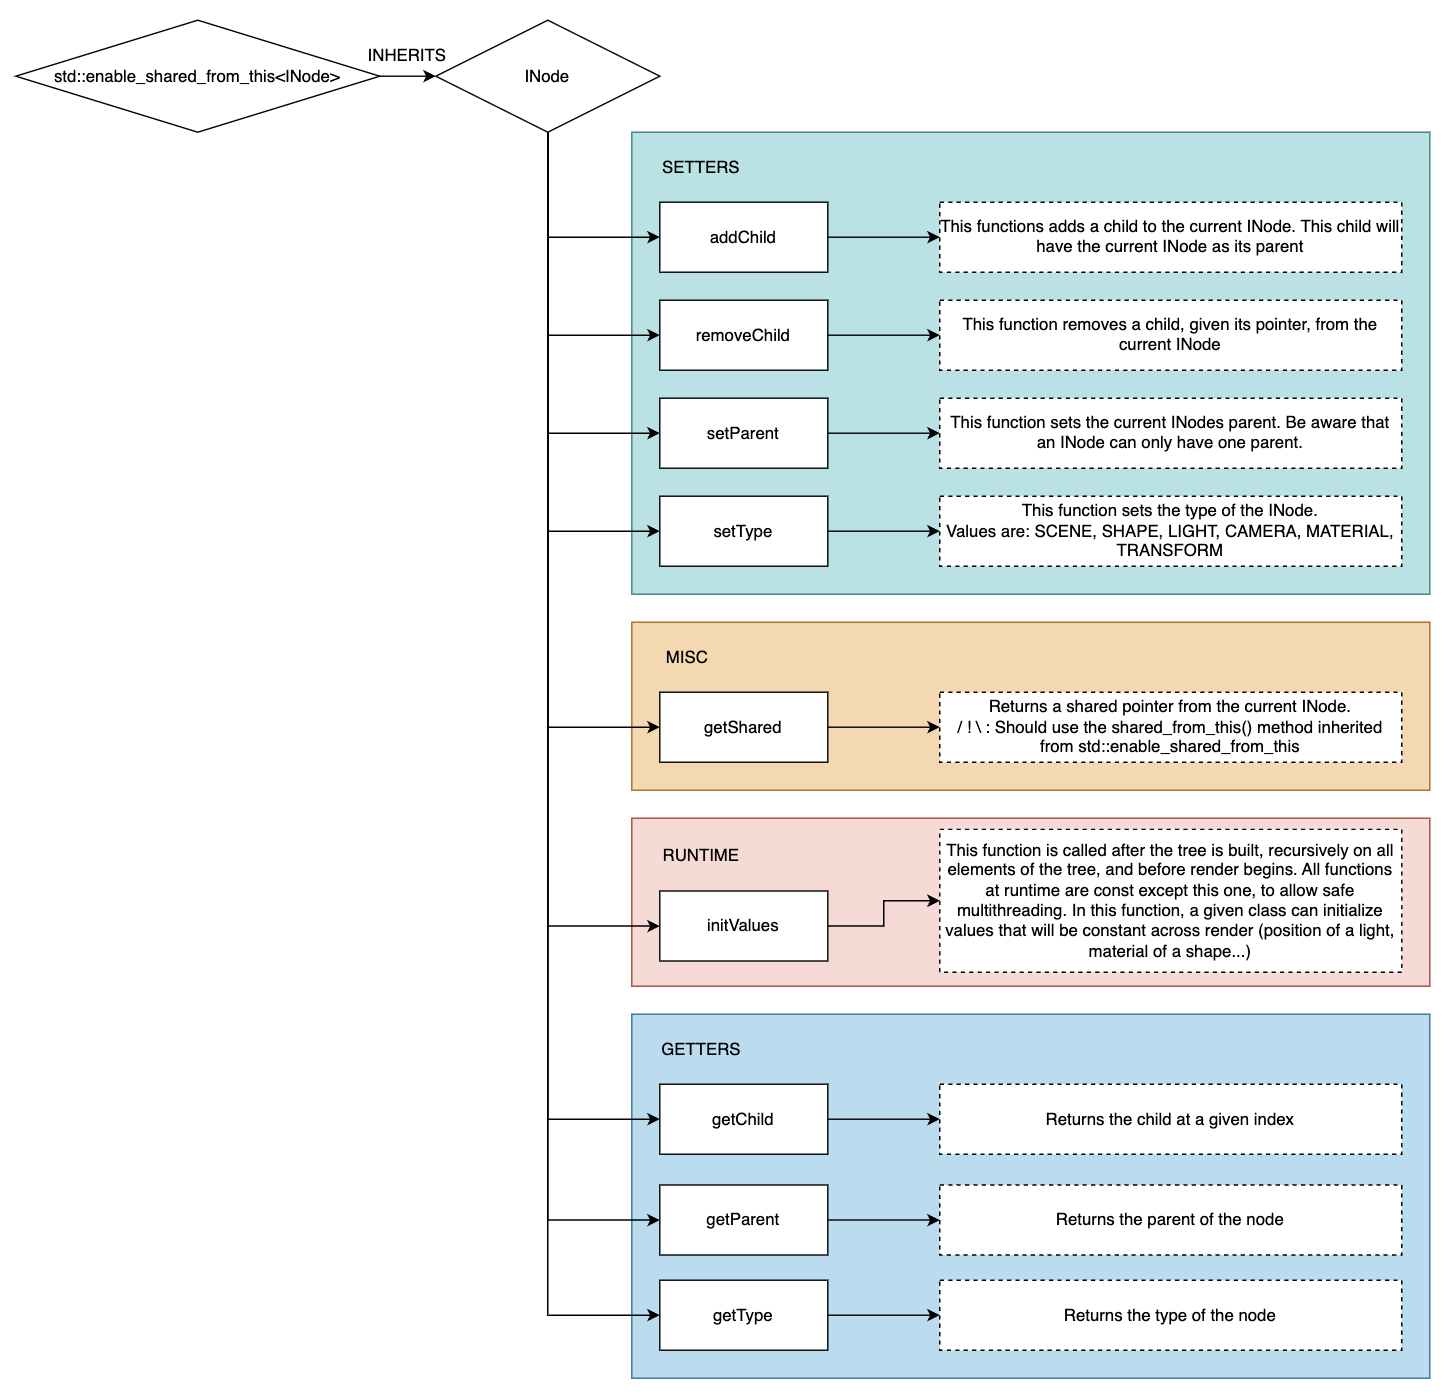 INHERITS
std::enable_shared_from_this<INode>
INode
SETTERS
addChild
This functions adds a child to the current INode. This child will
have the current INode as its parent
removeChild
This function removes a child, given its pointer, from the
current INode
setParent
This function sets the current INodes parent. Be aware that
an INode can only have one parent.
setType
This function sets the type of the INode.
Values are: SCENE, SHAPE, LIGHT, CAMERA, MATERIAL,
TRANSFORM
MISC
getShared
Returns a shared pointer from the current INode.
/ ! \ : Should use the shared_from_this() method inherited
from std::enable_shared_from_this
RUNTIME
initValues
This function is called after the tree is built, recursively on all
elements of the tree, and before render begins. All functions
at runtime are const except this one, to allow safe
multithreading. In this function, a given class can initialize
values that will be constant across render (position of a light,
material of a shape...)
GETTERS
getChild
Returns the child at a given index
getParent
Returns the parent of the node
getType
Returns the type of the node